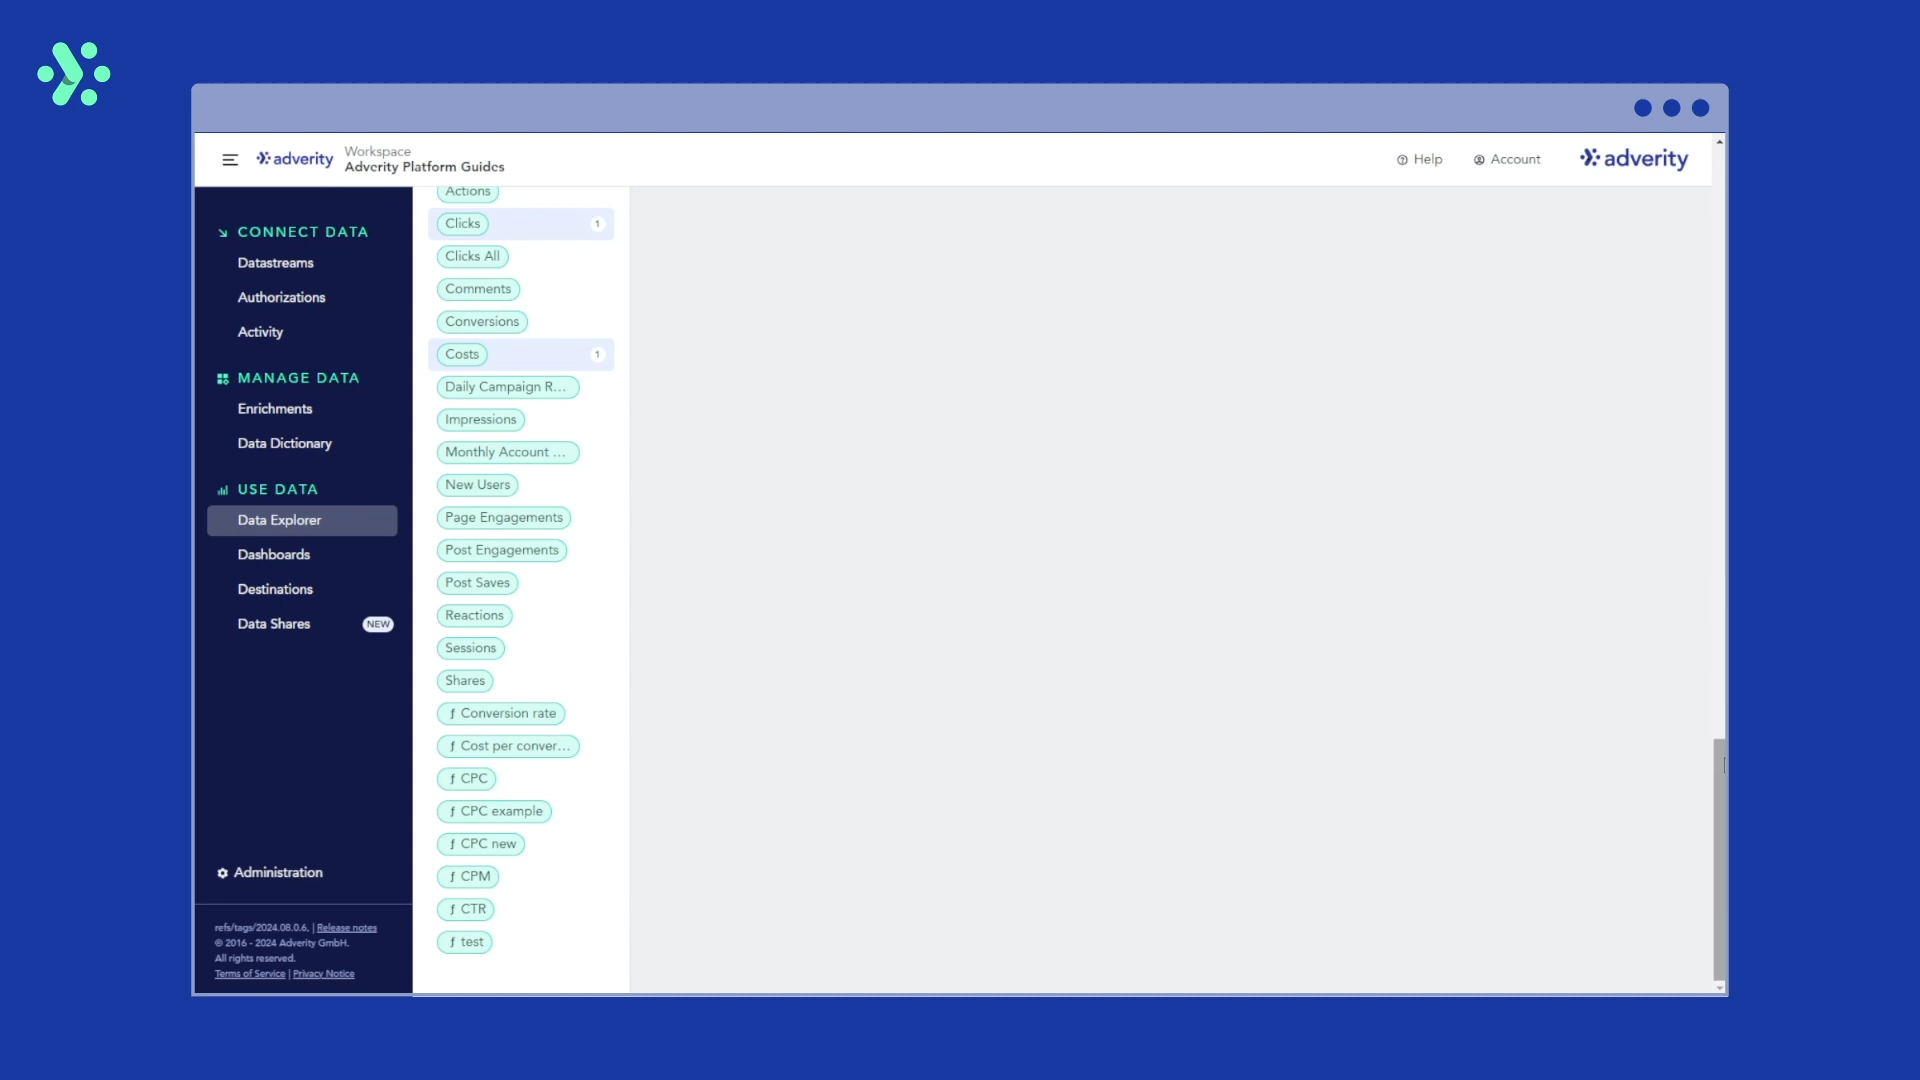 adverity
Workspace
Adverity Platform Guides
Help
Account
adverity
CONNECT DATA
Datastreams
Authorizations
Activity
MANAGE DATA
Enrichments
Data Dictionary
USE DATA
Data Explorer
Dashboards
Destinations
Data Shares NEW
Administration
refs/tags/2024.08.0.6, | Release notes
© 2016 - 2024 Adverity GmbH.
All rights reserved.
Terms of Service | Privacy Notice
Actions
Clicks 1
Clicks All
Comments
Conversions
Costs 1
Daily Campaign R...
Impressions
Monthly Account ...
New Users
Page Engagements
Post Engagements
Post Saves
Reactions
Sessions
Shares
ƒ Conversion rate
ƒ Cost per conver...
ƒ CPC
ƒ CPC example
ƒ CPC new
ƒ CPM
ƒ CTR
ƒ test